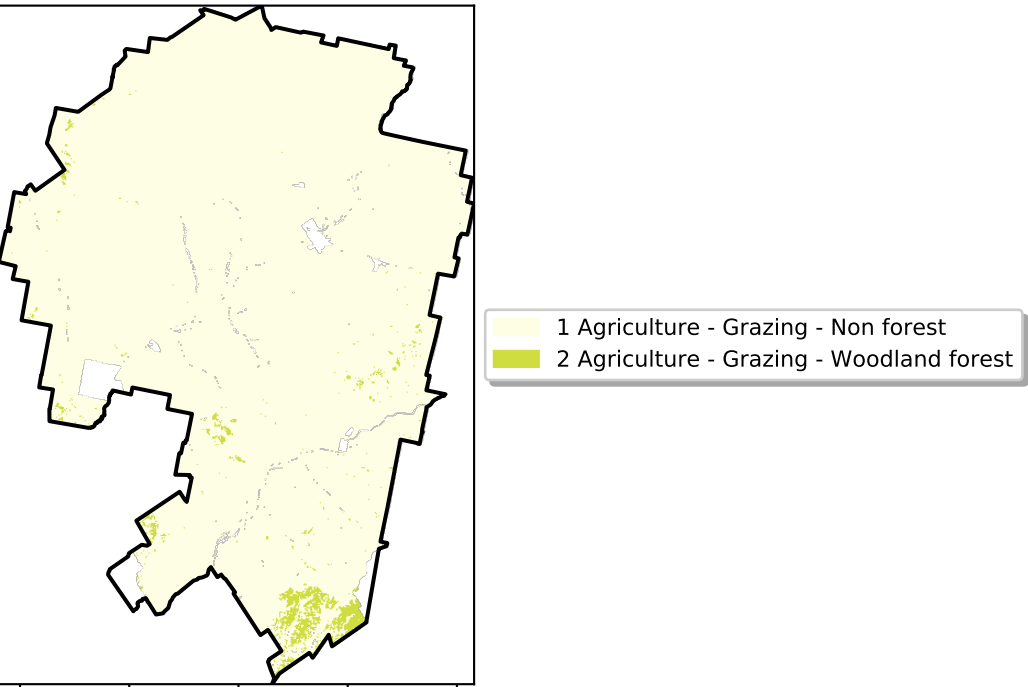 1 Agriculture - Grazing - Non forest
2 Agriculture - Grazing - Woodland forest